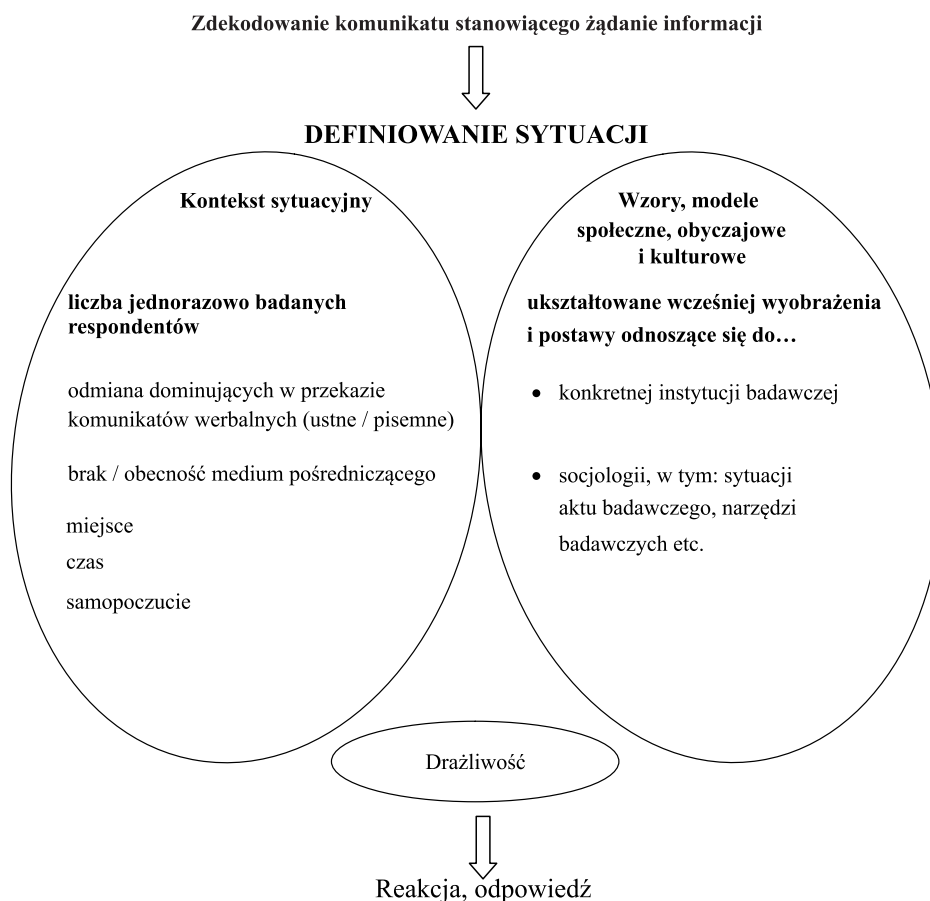 Zdekodowanie komunikatu stanowiącego żądanie informacji
DEFINIOWANIE SYTUACJI
Kontekst sytuacyjny
liczba jednorazowo badanych
respondentów
odmiana dominujących w przekazie
komunikatów werbalnych (ustne / pisemne)
brak / obecność medium pośredniczącego
miejsce
czas
samopoczucie
Wzory, modele
społeczne, obyczajowe
i kulturowe
ukształtowane wcześniej wyobrażenia
i postawy odnoszące się do…
• konkretnej instytucji badawczej
• socjologii, w tym: sytuacji
aktu badawczego, narzędzi
badawczych etc.
Drażliwość
Reakcja, odpowiedź